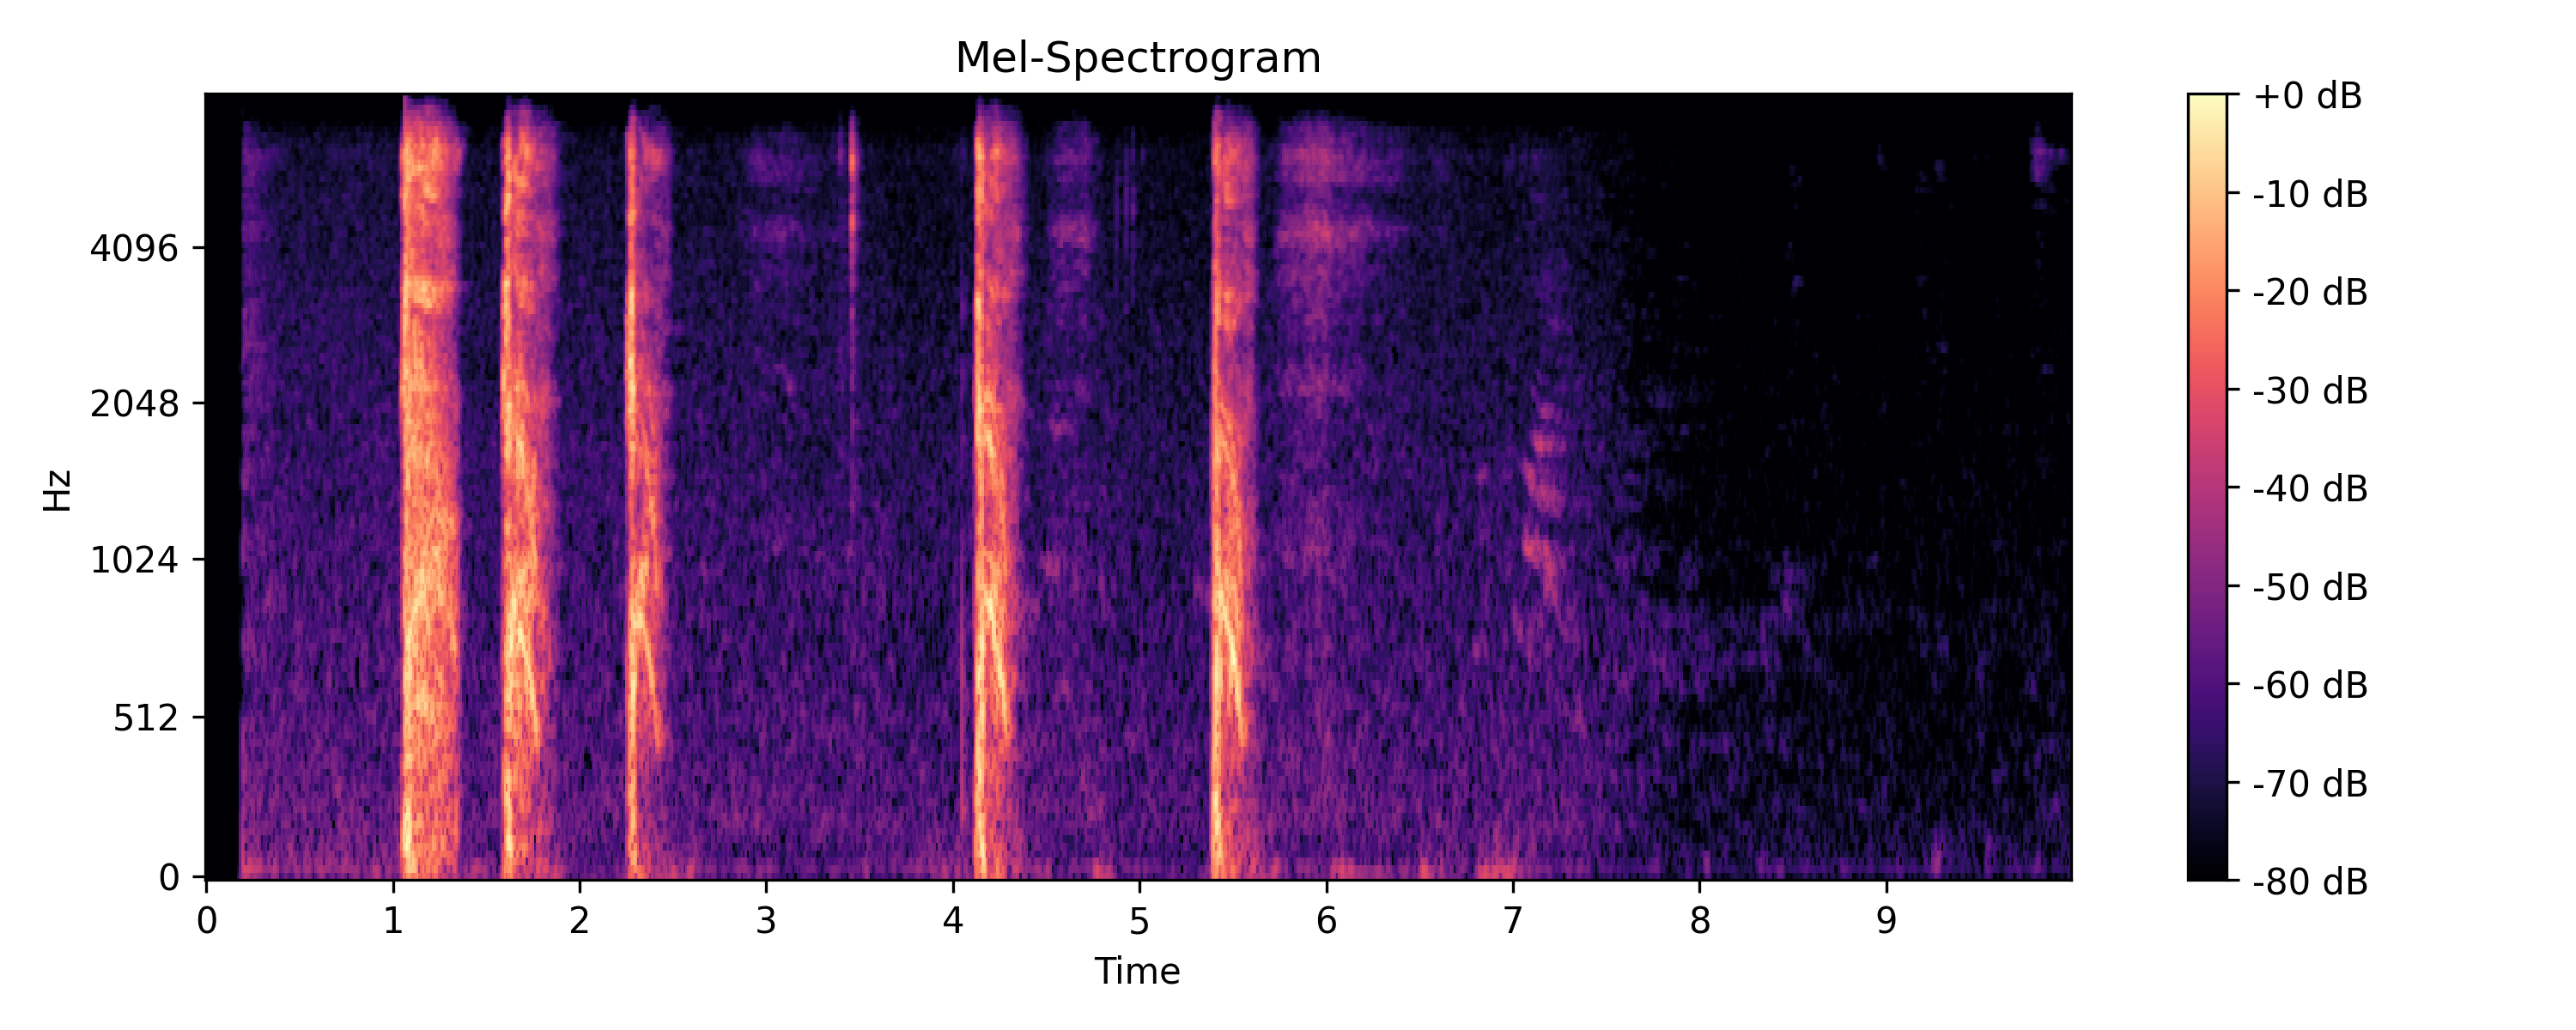 Mel-Spectrogram
+0 dB
-10 dB
4096
-20 dB
-30 dB
2048
Hz
-40 dB
1024
-50 dB
-60 dB
512
-70 dB
0
-80 dB
0 1 2 3 4 5 6 7 8 9
Time